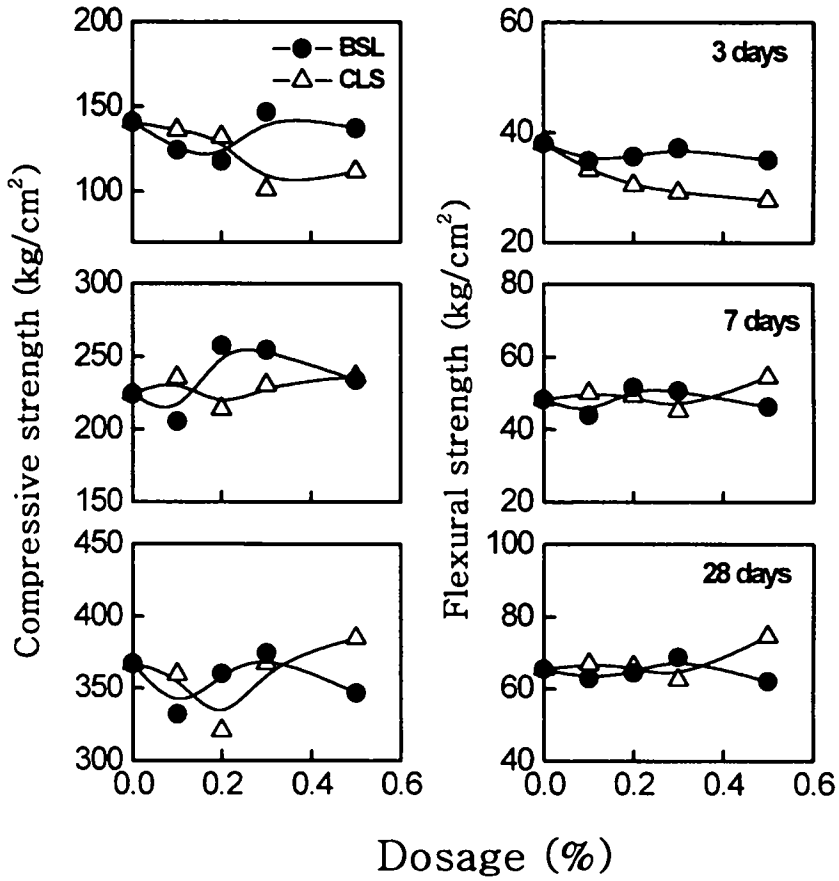 Compressive strength (kg/cm²)
200
150
100
BSL
CLS
300
250
200
150
450
400
350
300
0.0 0.2 0.4 0.6
Flexural strength (kg/cm²)
60
40
20
3 days
80
60
40
20
7 days
100
80
60
40
28 days
0.0 0.2 0.4 0.6
Dosage (%)